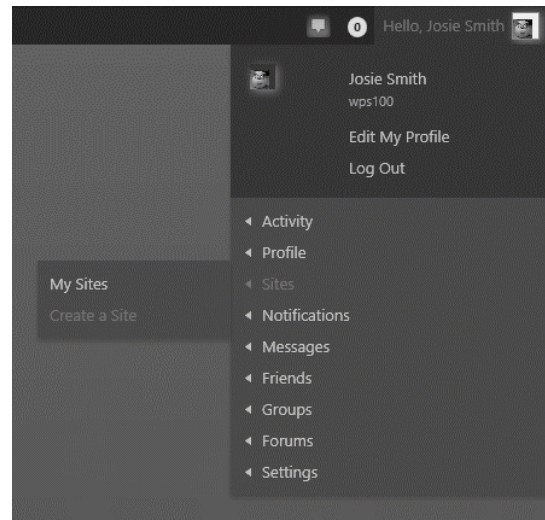 0 Hello, Josie Smith
Josie Smith
wps100
Edit My Profile
Log Out
Activity
Profile
Sites
My Sites
Create a Site
Notifications
Messages
Friends
Groups
Forums
Settings